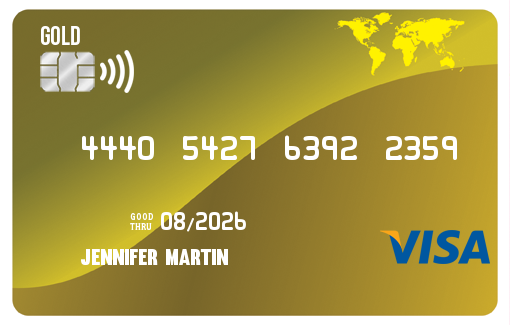 GOLD
4440 5427 6392 2359
GOOD
THRU 08/2026
JENNIFER MARTIN
VISA